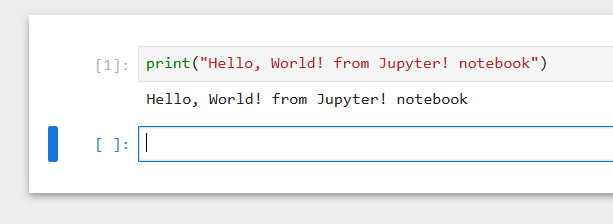 [1]: print("Hello, World! from Jupyter! notebook")
Hello, World! from Jupyter! notebook
[ ]: